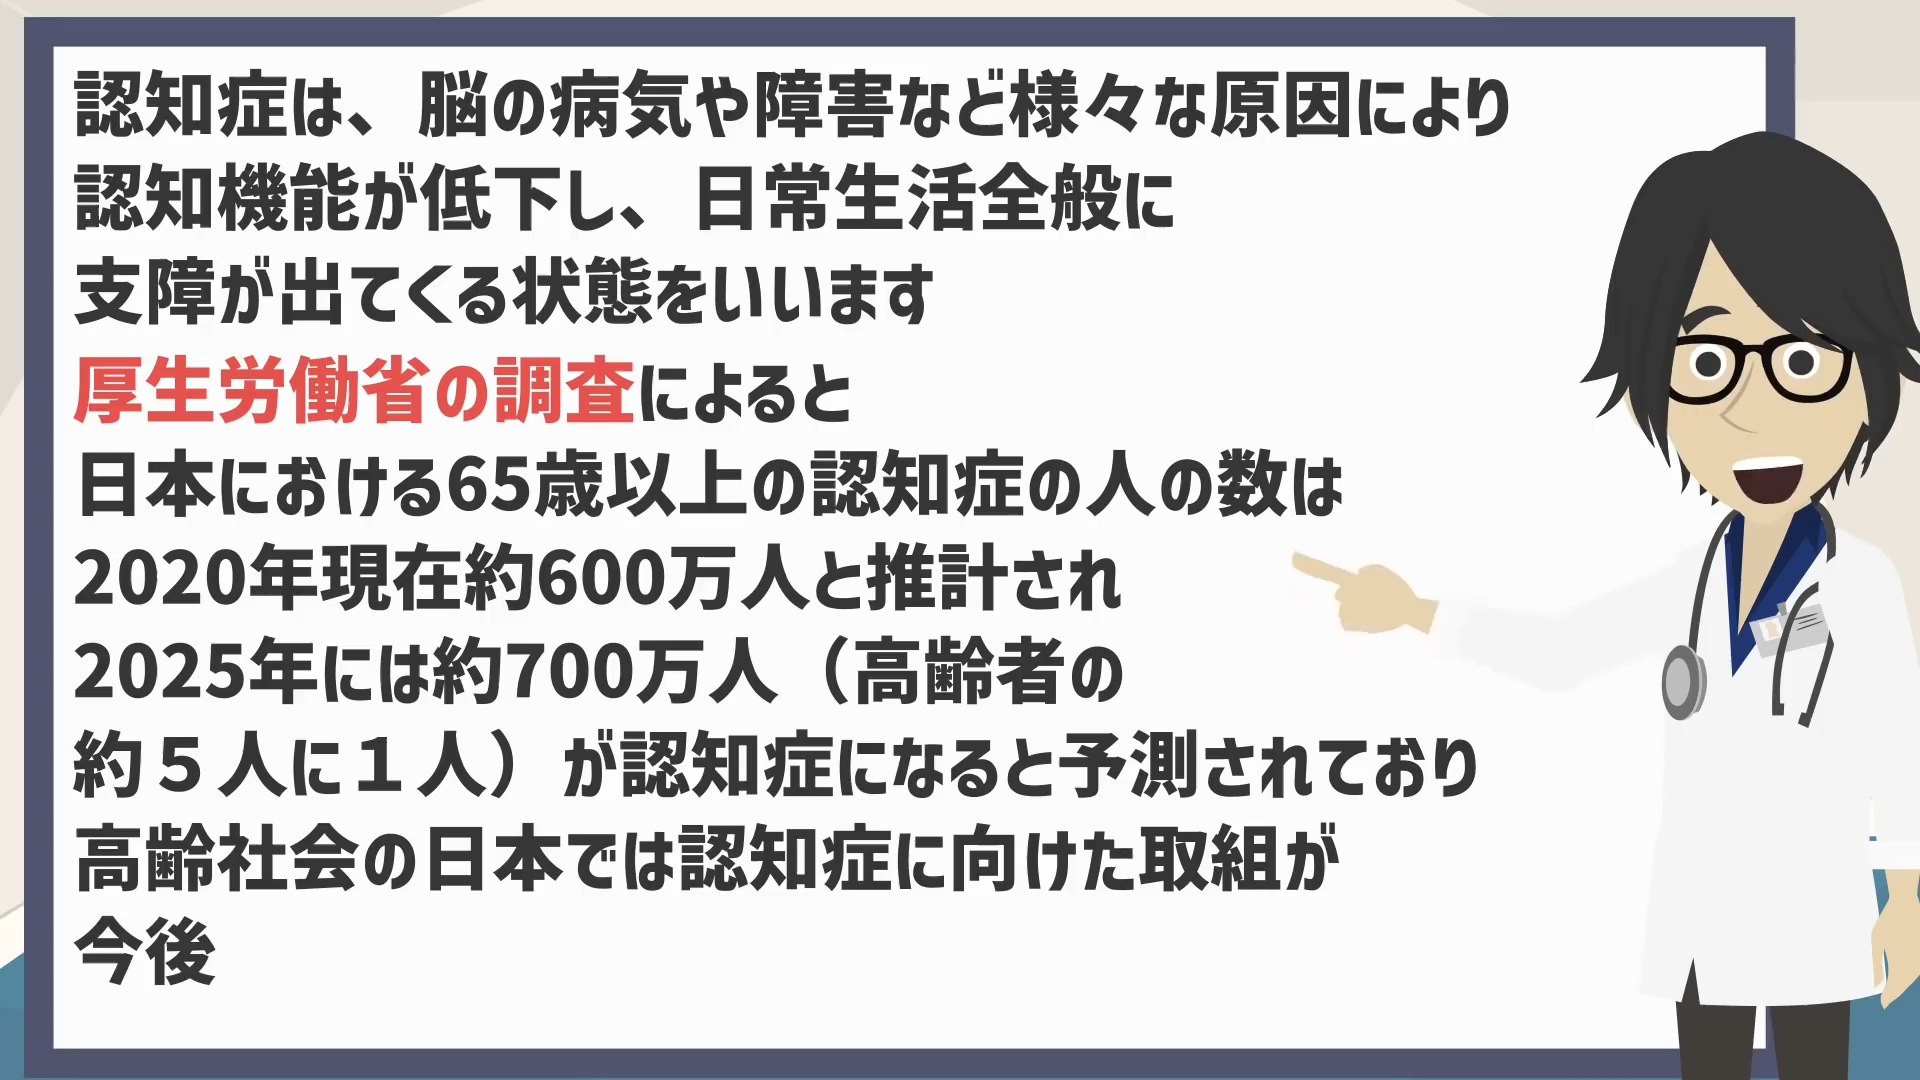 認知症は、脳の病気や障害など様々な原因により
認知機能が低下し、日常生活全般に
支障が出てくる状態をいいます
厚生労働省の調査によると
日本における65歳以上の認知症の人の数は
2020年現在約600万人と推計され
2025年には約700万人（高齢者の
約５人に１人）が認知症になると予測されており
高齢社会の日本では認知症に向けた取組が
今後